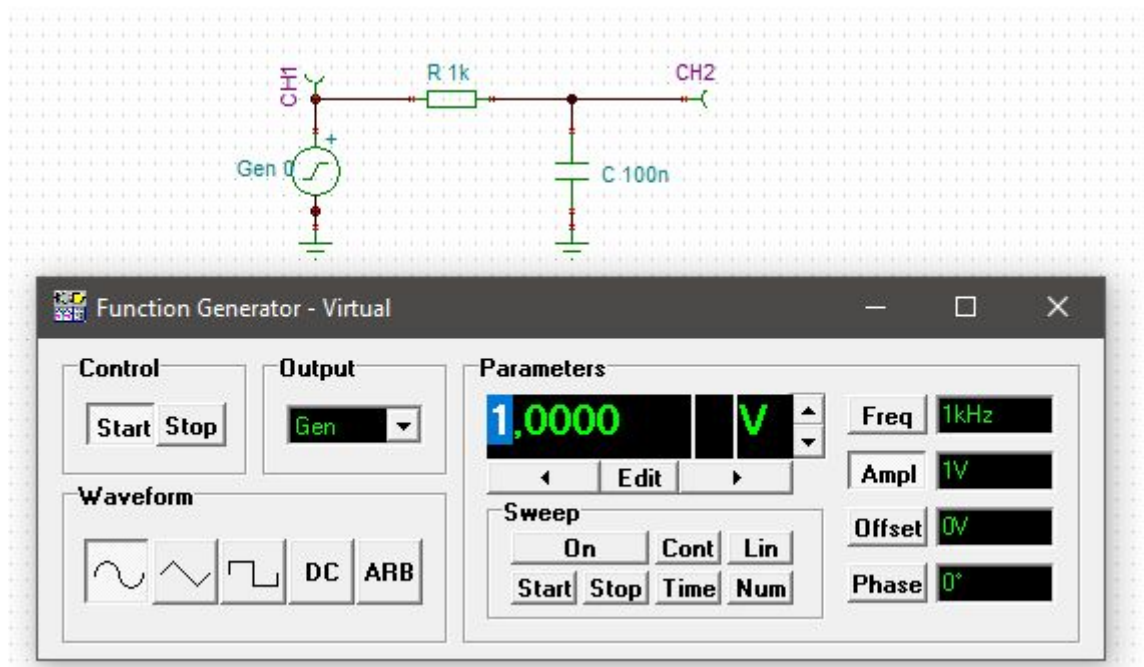 CH1
R 1k
CH2
+
Gen 0
C 100n
Function Generator - Virtual
Control
Start Stop
Output
Gen
Waveform
DC ARB
Parameters
1,0000 V
Edit
Sweep
On Cont Lin
Start Stop Time Num
Freq 1kHz
Ampl 1V
Offset 0V
Phase 0°